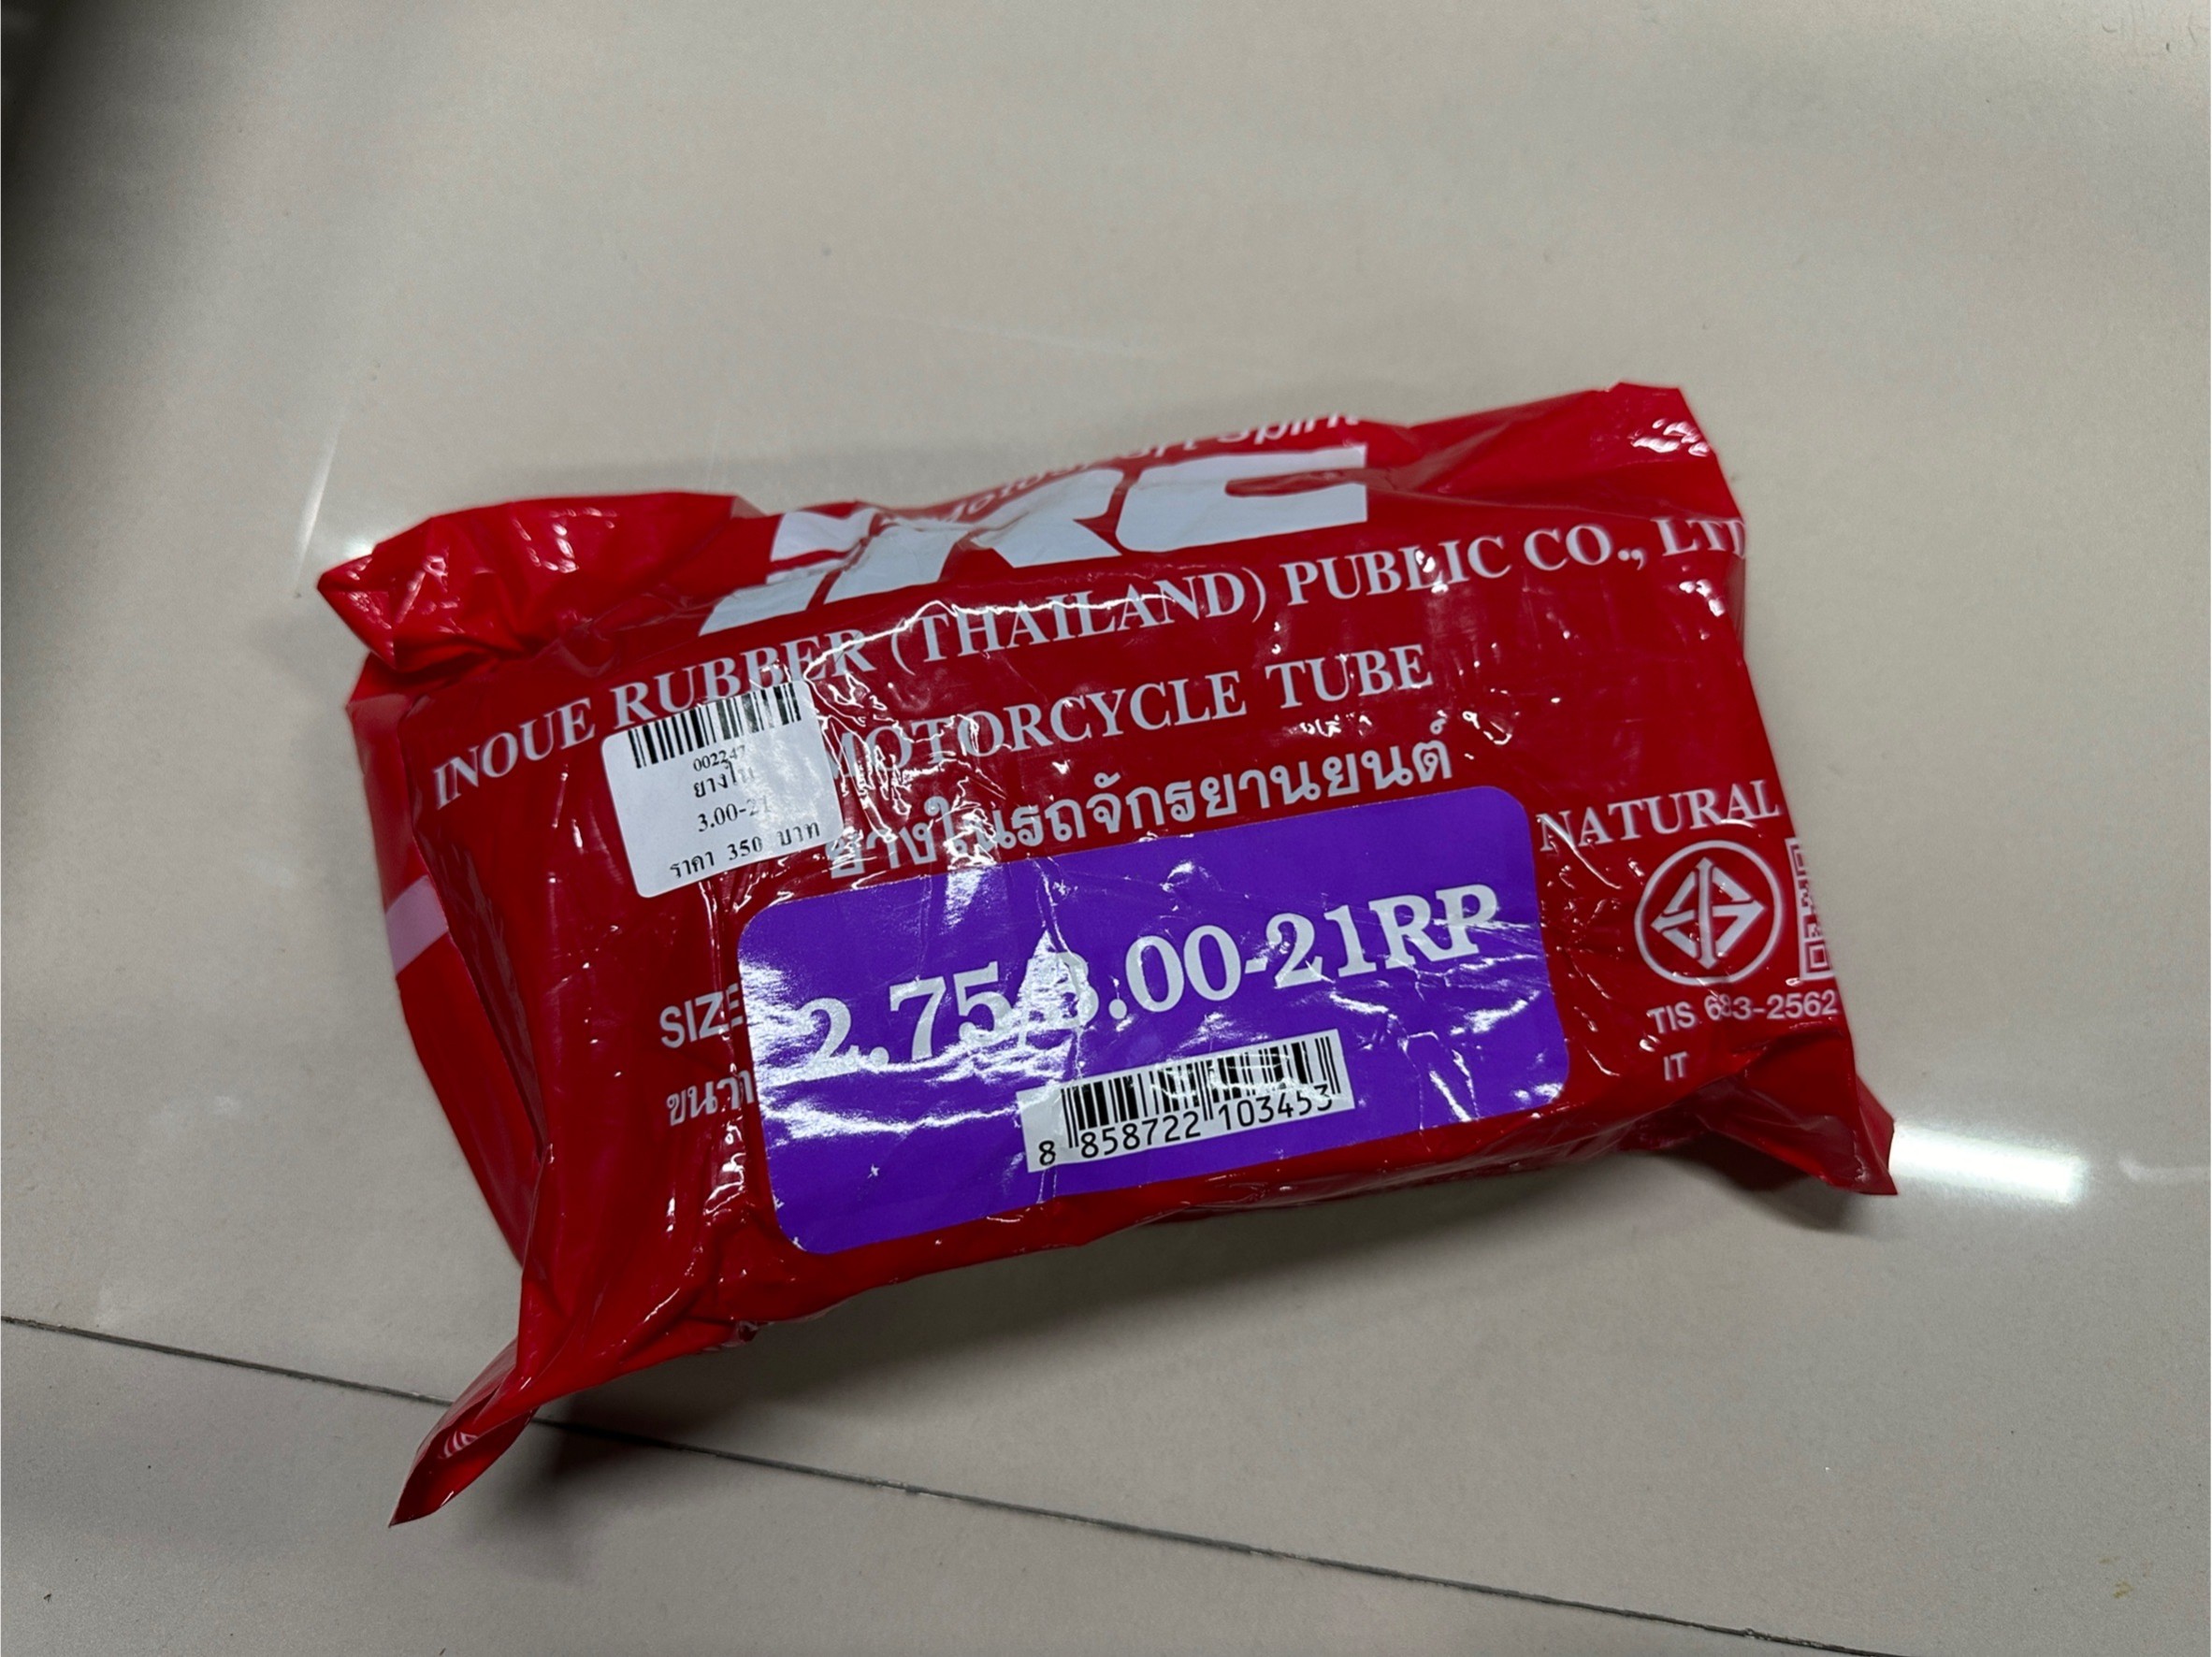 Motorsport Spirit
IRC
INOUE RUBBER (THAILAND) PUBLIC CO., LTD
MOTORCYCLE TUBE
ยางในรถจักรยานยนต์
002247
ยางใน
3.00-21
ราคา 350 บาท
NATURAL
SIZE
ขนาด
2.75/3.00-21RP
8 858722 103453
TIS 683-2562
IT